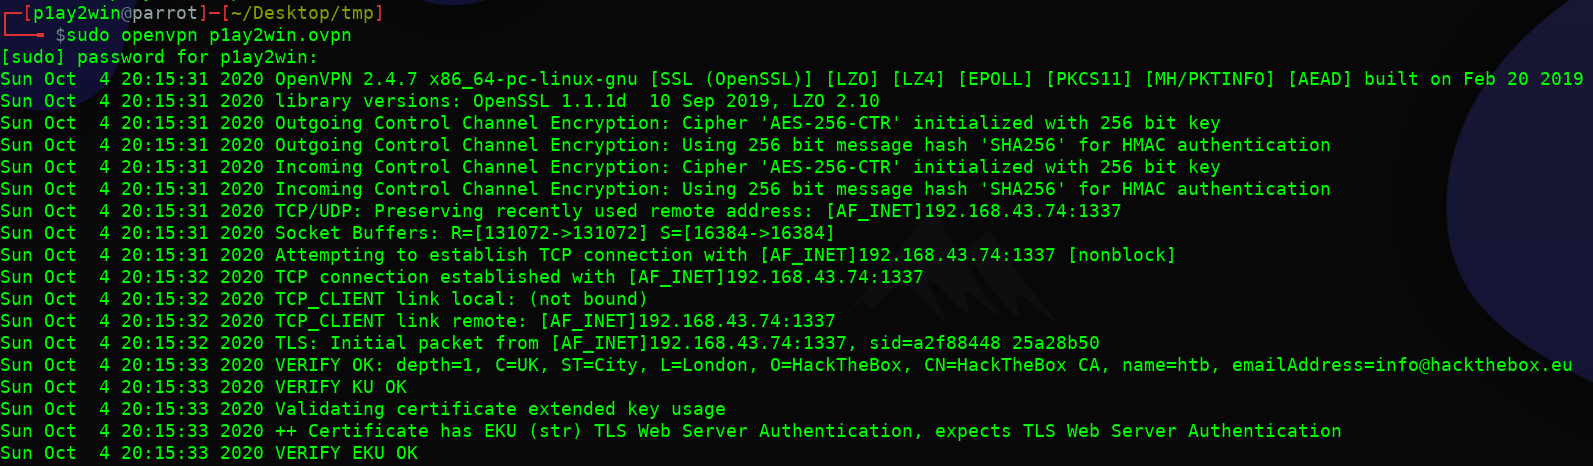 ┌─[p1ay2win@parrot]─[~/Desktop/tmp]
└──╼ $sudo openvpn p1ay2win.ovpn
[sudo] password for p1ay2win:
Sun Oct  4 20:15:31 2020 OpenVPN 2.4.7 x86_64-pc-linux-gnu [SSL (OpenSSL)] [LZO] [LZ4] [EPOLL] [PKCS11] [MH/PKTINFO] [AEAD] built on Feb 20 2019
Sun Oct  4 20:15:31 2020 library versions: OpenSSL 1.1.1d  10 Sep 2019, LZO 2.10
Sun Oct  4 20:15:31 2020 Outgoing Control Channel Encryption: Cipher 'AES-256-CTR' initialized with 256 bit key
Sun Oct  4 20:15:31 2020 Outgoing Control Channel Encryption: Using 256 bit message hash 'SHA256' for HMAC authentication
Sun Oct  4 20:15:31 2020 Incoming Control Channel Encryption: Cipher 'AES-256-CTR' initialized with 256 bit key
Sun Oct  4 20:15:31 2020 Incoming Control Channel Encryption: Using 256 bit message hash 'SHA256' for HMAC authentication
Sun Oct  4 20:15:31 2020 TCP/UDP: Preserving recently used remote address: [AF_INET]192.168.43.74:1337
Sun Oct  4 20:15:31 2020 Socket Buffers: R=[131072->131072] S=[16384->16384]
Sun Oct  4 20:15:31 2020 Attempting to establish TCP connection with [AF_INET]192.168.43.74:1337 [nonblock]
Sun Oct  4 20:15:32 2020 TCP connection established with [AF_INET]192.168.43.74:1337
Sun Oct  4 20:15:32 2020 TCP_CLIENT link local: (not bound)
Sun Oct  4 20:15:32 2020 TCP_CLIENT link remote: [AF_INET]192.168.43.74:1337
Sun Oct  4 20:15:32 2020 TLS: Initial packet from [AF_INET]192.168.43.74:1337, sid=a2f88448 25a28b50
Sun Oct  4 20:15:33 2020 VERIFY OK: depth=1, C=UK, ST=City, L=London, O=HackTheBox, CN=HackTheBox CA, name=htb, emailAddress=info@hackthebox.eu
Sun Oct  4 20:15:33 2020 VERIFY KU OK
Sun Oct  4 20:15:33 2020 Validating certificate extended key usage
Sun Oct  4 20:15:33 2020 ++ Certificate has EKU (str) TLS Web Server Authentication, expects TLS Web Server Authentication
Sun Oct  4 20:15:33 2020 VERIFY EKU OK